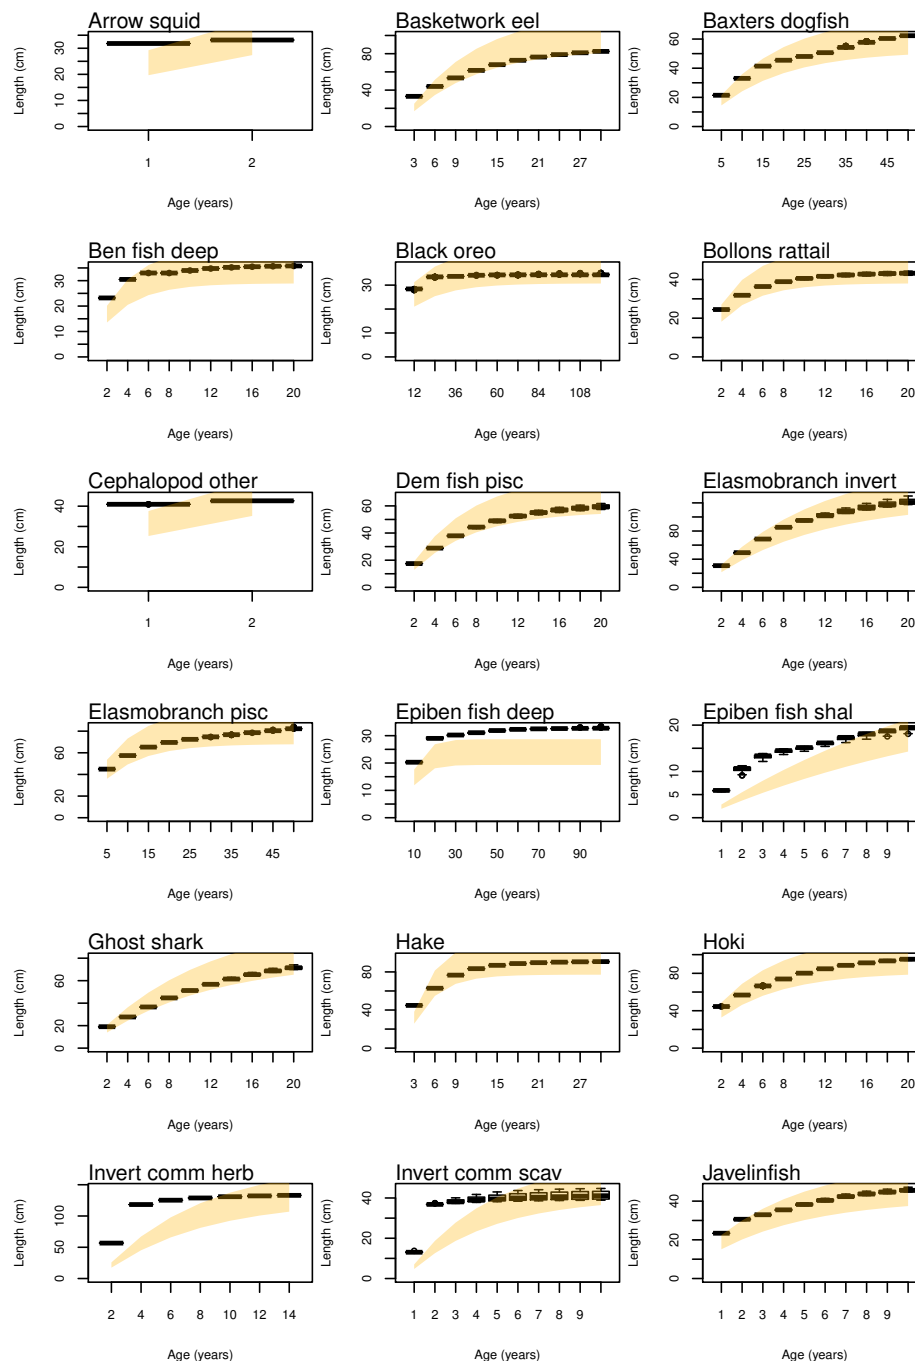 Arrow squid
Basketwork eel
Baxters dogfish
Length (cm)
0 10 20 30
1 2
Age (years)
Length (cm)
0 40 80
3 6 9 15 21 27
Age (years)
Length (cm)
0 20 40 60
5 15 25 35 45
Age (years)
Ben fish deep
Black oreo
Bollons rattail
Length (cm)
0 10 20 30
2 4 6 8 12 16 20
Age (years)
Length (cm)
0 10 30
12 36 60 84 108
Age (years)
Length (cm)
0 20 40
2 4 6 8 12 16 20
Age (years)
Cephalopod other
Dem fish pisc
Elasmobranch invert
Length (cm)
0 20 40
1 2
Age (years)
Length (cm)
0 20 40 60
2 4 6 8 12 16 20
Age (years)
Length (cm)
0 40 80
2 4 6 8 12 16 20
Age (years)
Elasmobranch pisc
Epiben fish deep
Epiben fish shal
Length (cm)
0 20 60
5 15 25 35 45
Age (years)
Length (cm)
0 10 20 30
10 30 50 70 90
Age (years)
Length (cm)
0 5 10 20
1 2 3 4 5 6 7 8 9
Age (years)
Ghost shark
Hake
Hoki
Length (cm)
0 20 60
2 4 6 8 12 16 20
Age (years)
Length (cm)
0 40 80
3 6 9 15 21 27
Age (years)
Length (cm)
0 40 80
2 4 6 8 12 16 20
Age (years)
Invert comm herb
Invert comm scav
Javelinfish
Length (cm)
0 50 100
2 4 6 8 10 12 14
Age (years)
Length (cm)
0 20 40
1 2 3 4 5 6 7 8 9
Age (years)
Length (cm)
0 20 40
1 2 3 4 5 6 7 8 9
Age (years)